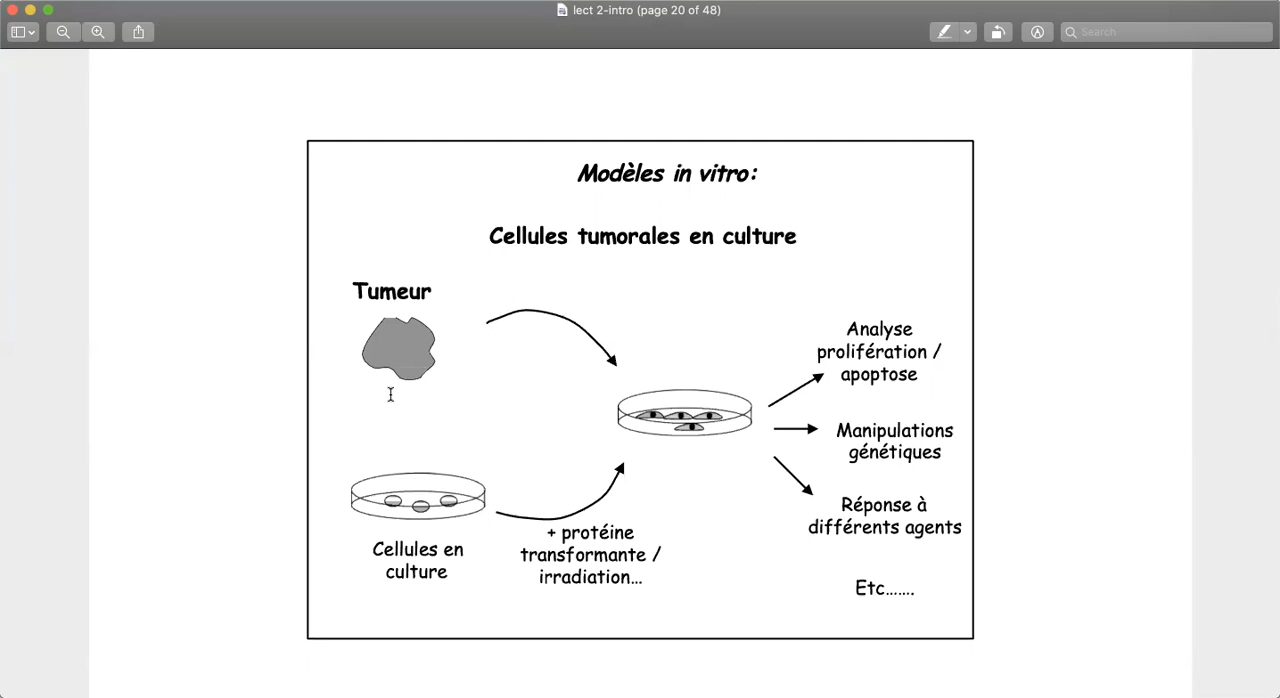 lect 2-intro (page 20 of 48)
Search
Modèles in vitro:
Cellules tumorales en culture
Tumeur
Analyse
prolifération /
apoptose
Manipulations
génétiques
Réponse à
différents agents
Etc…….
Cellules en
culture
+ protéine
transformante /
irradiation…